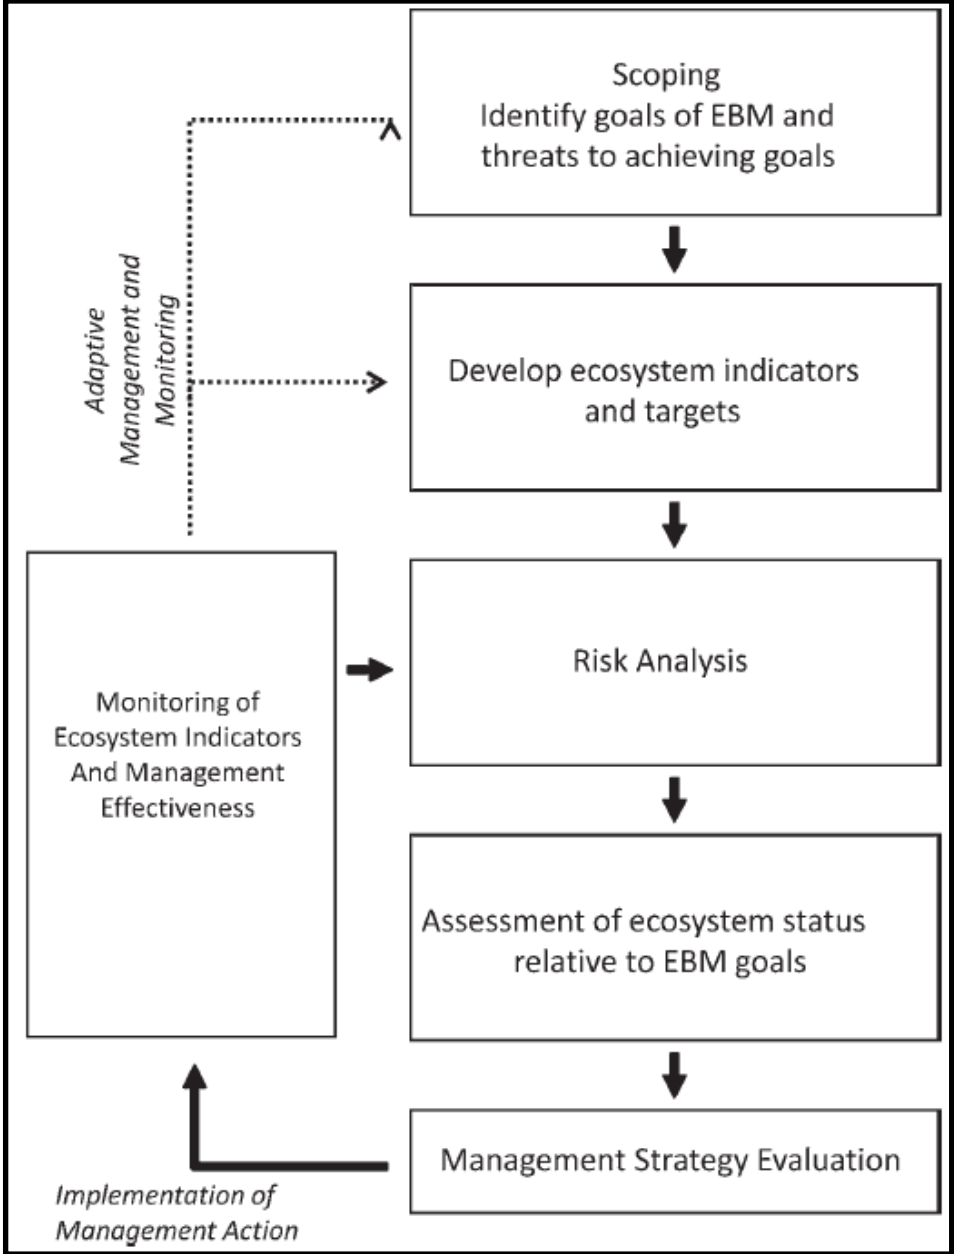 Scoping
Identify goals of EBM and
threats to achieving goals
Adaptive
Management and
Monitoring
Develop ecosystem indicators
and targets
Risk Analysis
Monitoring of
Ecosystem Indicators
And Management
Effectiveness
Assessment of ecosystem status
relative to EBM goals
Management Strategy Evaluation
Implementation of
Management Action